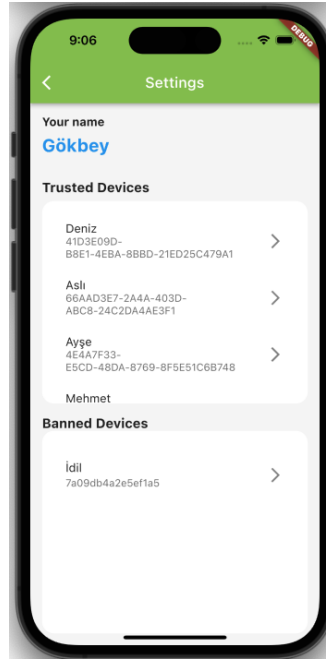 9:06
DEBUG
Settings
Your name
Gökbey
Trusted Devices
Deniz
41D3E09D-
B8E1-4EBA-8BBD-21ED25C479A1
Aslı
66AAD3E7-2A4A-403D-
ABC8-24C2DA4AE3F1
Ayşe
4E4A7F33-
E5CD-48DA-8769-8F5E51C6B748
Mehmet
Banned Devices
İdil
7a09db4a2e5ef1a5